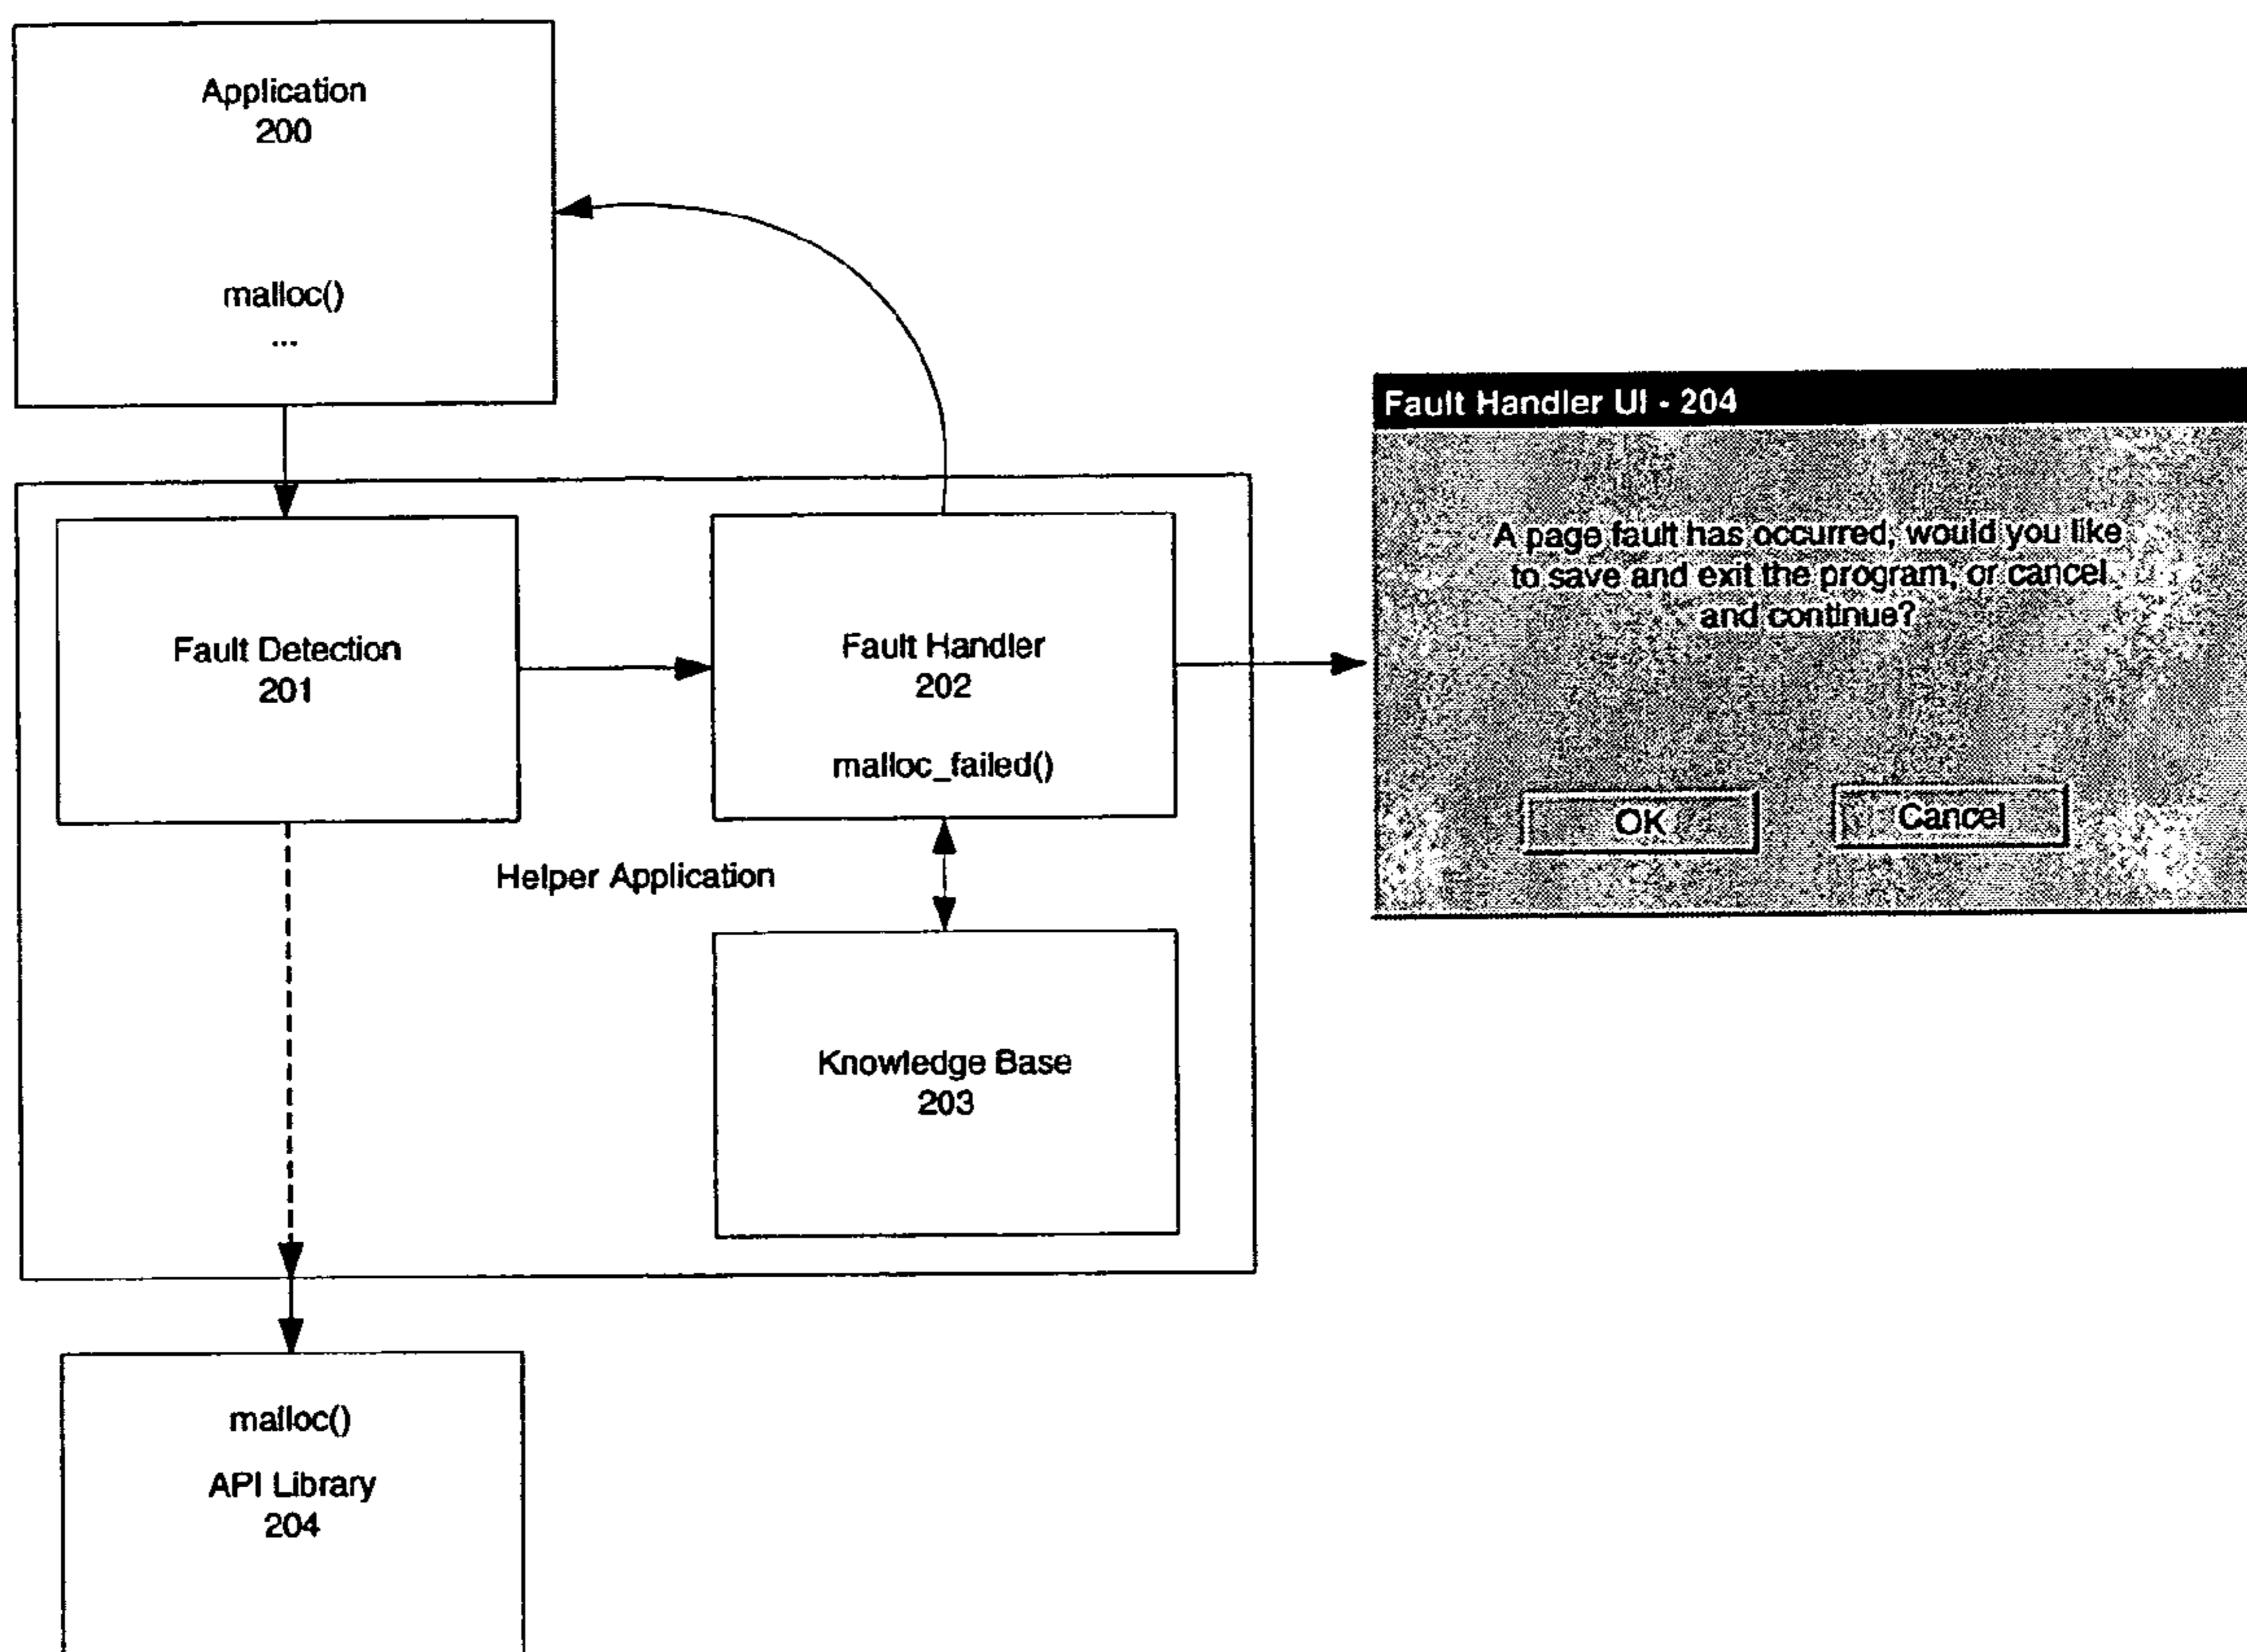 Application
200
malloc()
...
Fault Handler UI - 204
A page fault has occurred, would you like
to save and exit the program, or cancel
and continue?
OK
Cancel
Fault Detection
201
Fault Handler
202
malloc_failed()
Helper Application
Knowledge Base
203
malloc()
API Library
204